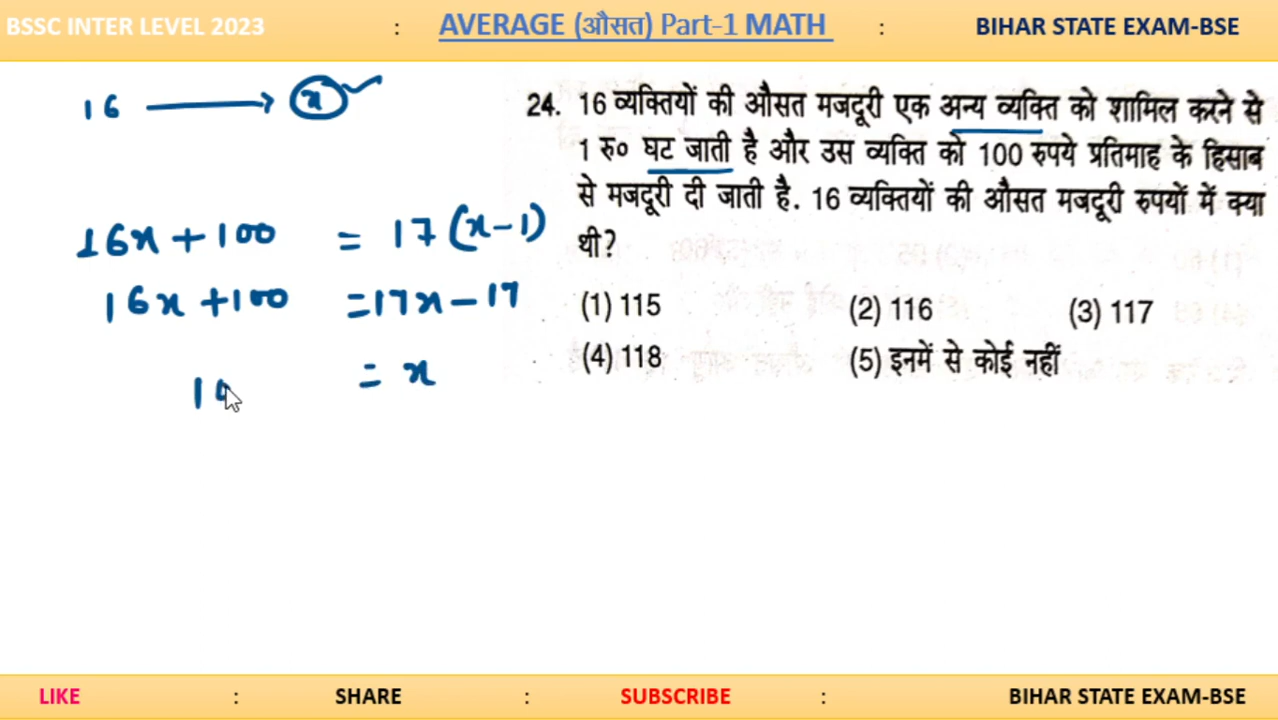 BSSC INTER LEVEL 2023 : AVERAGE (औसत) Part-1 MATH : BIHAR STATE EXAM-BSE
16 → x
16x + 100 = 17 (x - 1)
16x + 100 = 17x - 17
= x
24. 16 व्यक्तियों की औसत मजदूरी एक अन्य व्यक्ति को शामिल करने से
1 रु० घट जाती है और उस व्यक्ति को 100 रुपये प्रतिमाह के हिसाब
से मजदूरी दी जाती है. 16 व्यक्तियों की औसत मजदूरी रुपयों में क्या
थी?
(1) 115 (2) 116 (3) 117
(4) 118 (5) इनमें से कोई नहीं
LIKE : SHARE : SUBSCRIBE : BIHAR STATE EXAM-BSE